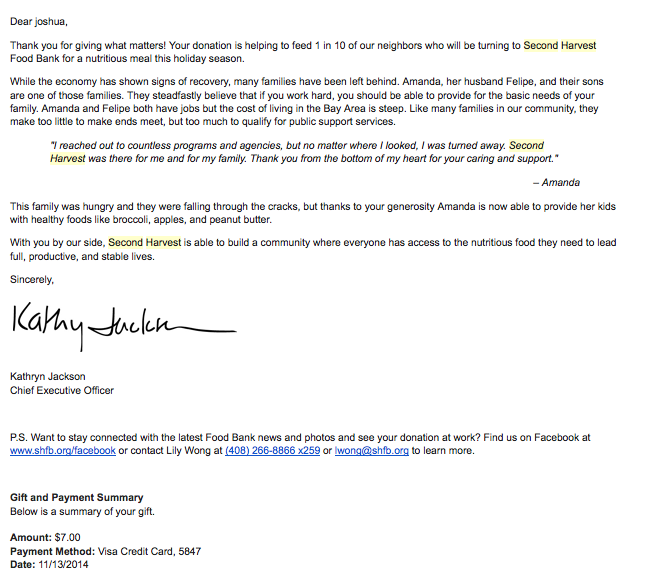 Dear joshua,
Thank you for giving what matters! Your donation is helping to feed 1 in 10 of our neighbors who will be turning to Second Harvest
Food Bank for a nutritious meal this holiday season.
While the economy has shown signs of recovery, many families have been left behind. Amanda, her husband Felipe, and their sons
are one of those families. They steadfastly believe that if you work hard, you should be able to provide for the basic needs of your
family. Amanda and Felipe both have jobs but the cost of living in the Bay Area is steep. Like many families in our community, they
make too little to make ends meet, but too much to qualify for public support services.
"I reached out to countless programs and agencies, but no matter where I looked, I was turned away. Second
Harvest was there for me and for my family. Thank you from the bottom of my heart for your caring and support."
– Amanda
This family was hungry and they were falling through the cracks, but thanks to your generosity Amanda is now able to provide her kids
with healthy foods like broccoli, apples, and peanut butter.
With you by our side, Second Harvest is able to build a community where everyone has access to the nutritious food they need to lead
full, productive, and stable lives.
Sincerely,
Kathy Jackn
Kathryn Jackson
Chief Executive Officer
P.S. Want to stay connected with the latest Food Bank news and photos and see your donation at work? Find us on Facebook at
www.shfb.org/facebook or contact Lily Wong at (408) 266-8866 x259 or lwong@shfb.org to learn more.
Gift and Payment Summary
Below is a summary of your gift.
Amount: $7.00
Payment Method: Visa Credit Card, 5847
Date: 11/13/2014